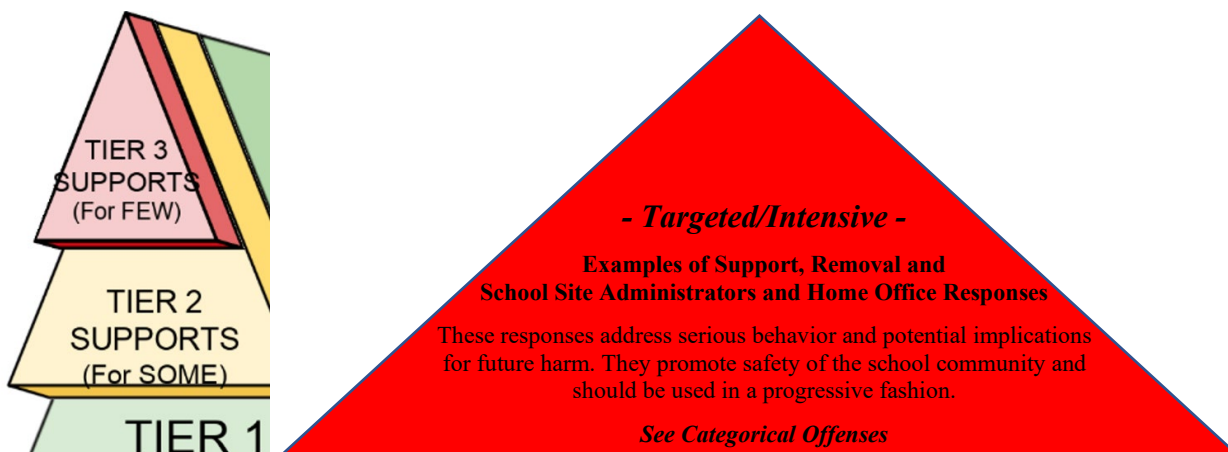 TIER 3
SUPPORTS
(For FEW)
TIER 2
SUPPORTS
(For SOME)
TIER 1
- Targeted/Intensive -
Examples of Support, Removal and
School Site Administrators and Home Office Responses
These responses address serious behavior and potential implications
for future harm. They promote safety of the school community and
should be used in a progressive fashion.
See Categorical Offenses